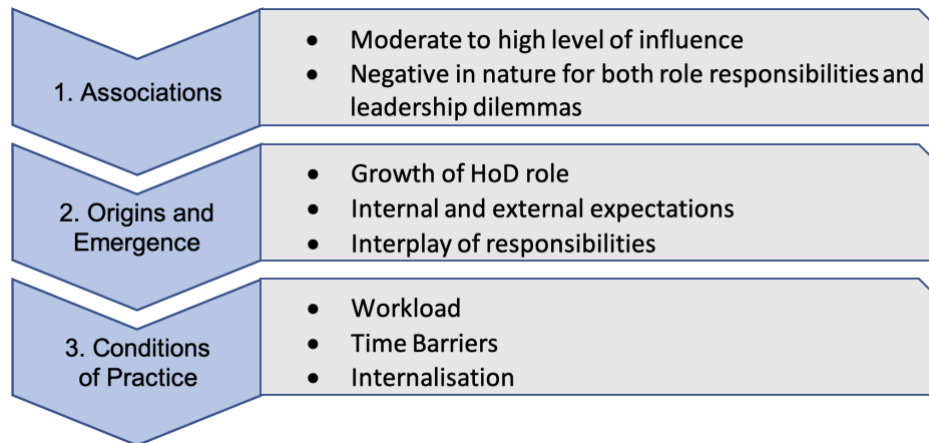 1. Associations
• Moderate to high level of influence
• Negative in nature for both role responsibilities and
leadership dilemmas
2. Origins and
Emergence
• Growth of HoD role
• Internal and external expectations
• Interplay of responsibilities
3. Conditions
of Practice
• Workload
• Time Barriers
• Internalisation